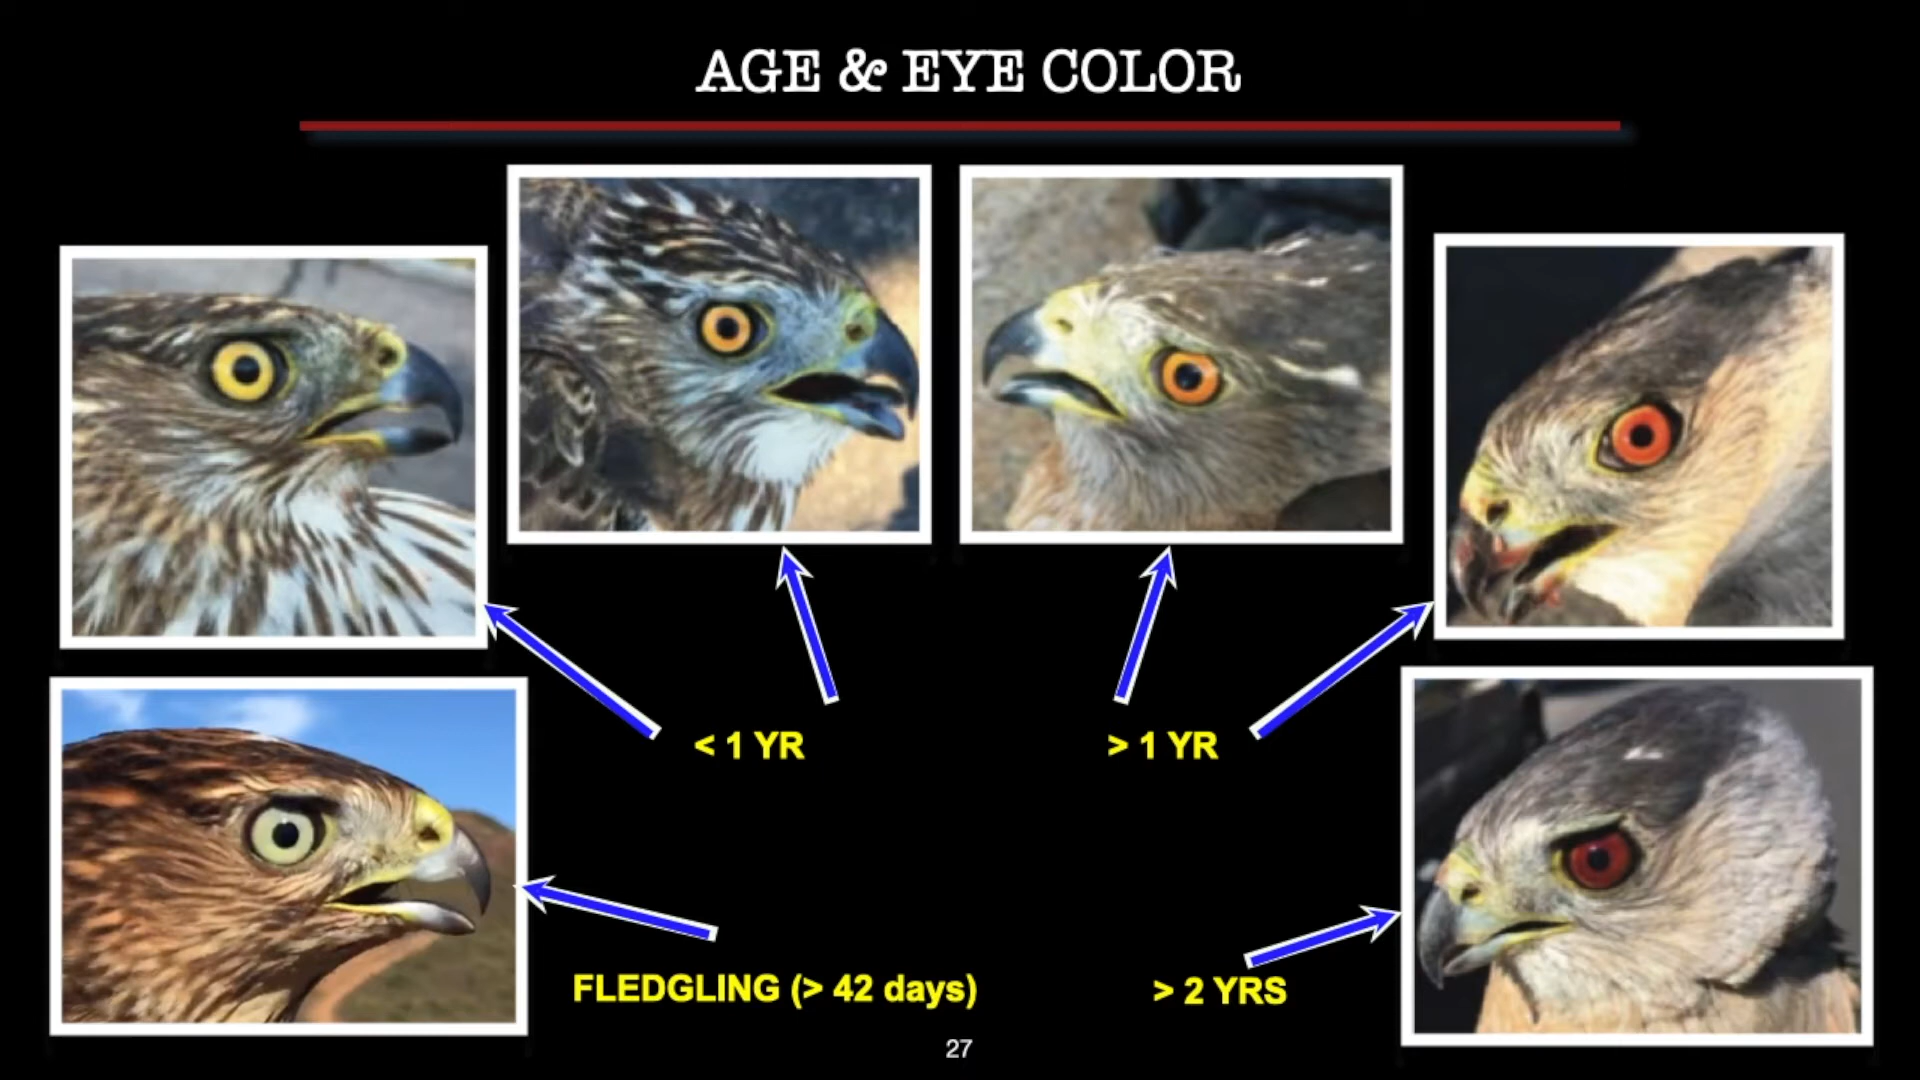 AGE & EYE COLOR
< 1 YR
> 1 YR
FLEDGLING (> 42 days)
> 2 YRS
27